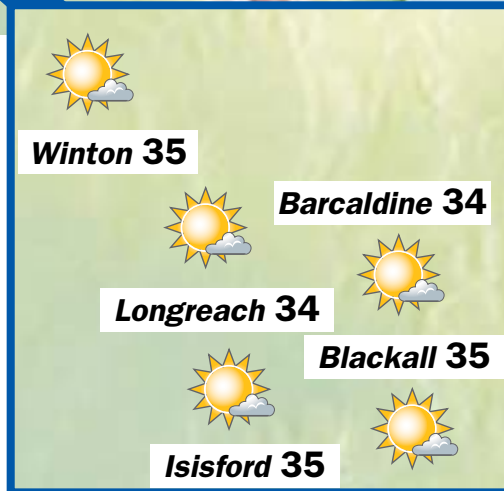 Winton 35
Barcaldine 34
Longreach 34
Blackall 35
Isisford 35